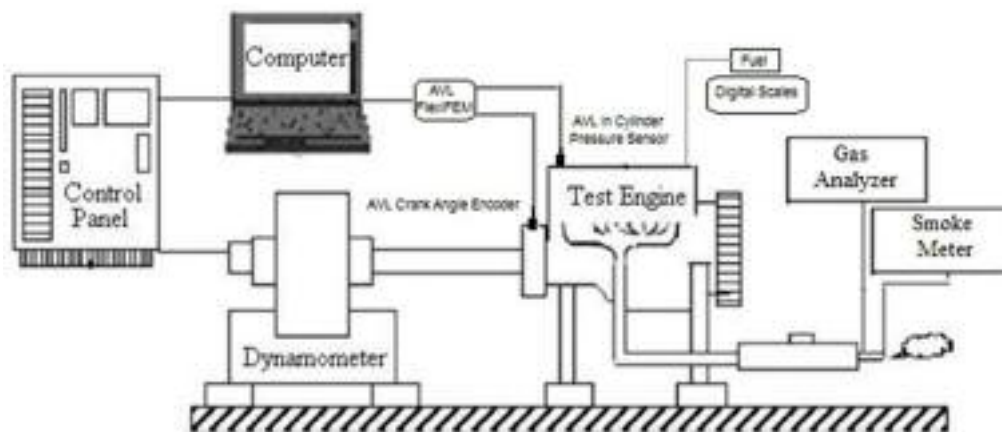 Computer
Fuel
Digital Scales
AVL
FlexIFEM
AVL In Cylinder
Pressure Sensor
Control
Panel
AVL Crank Angle Encoder
Test Engine
Gas
Analyzer
Smoke
Meter
Dynamometer